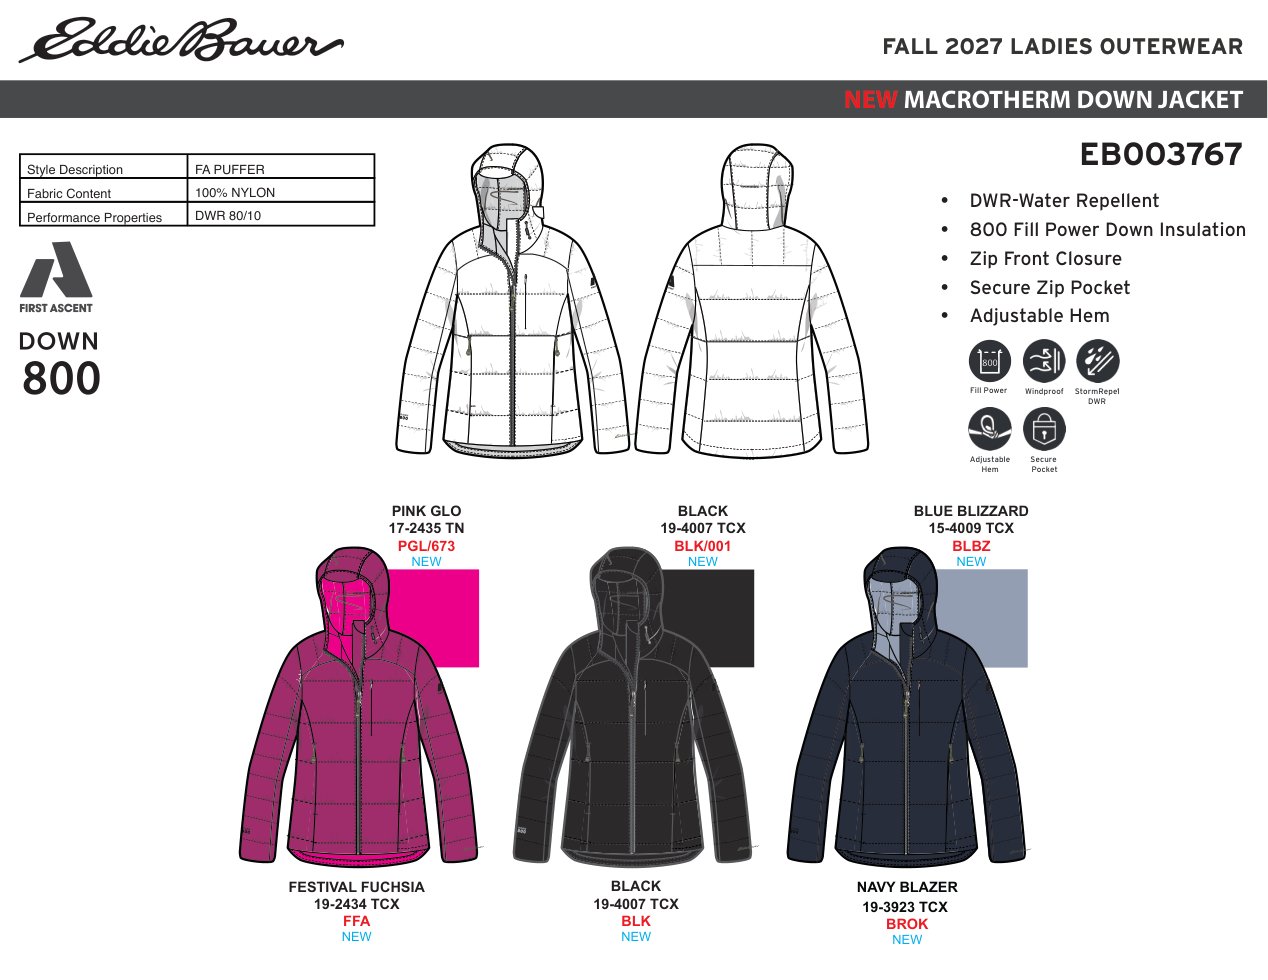 Eddie Bauer
FALL 2027 LADIES OUTERWEAR
NEW MACROTHERM DOWN JACKET
EB003767
Style Description FA PUFFER
Fabric Content 100% NYLON
Performance Properties DWR 80/10
FIRST ASCENT
DOWN
800
• DWR-Water Repellent
• 800 Fill Power Down Insulation
• Zip Front Closure
• Secure Zip Pocket
• Adjustable Hem
800
Fill Power Windproof StormRepel
DWR
Adjustable Secure
Hem Pocket
PINK GLO
17-2435 TN
PGL/673
NEW
BLACK
19-4007 TCX
BLK/001
NEW
BLUE BLIZZARD
15-4009 TCX
BLBZ
NEW
FESTIVAL FUCHSIA
19-2434 TCX
FFA
NEW
BLACK
19-4007 TCX
BLK
NEW
NAVY BLAZER
19-3923 TCX
BROK
NEW